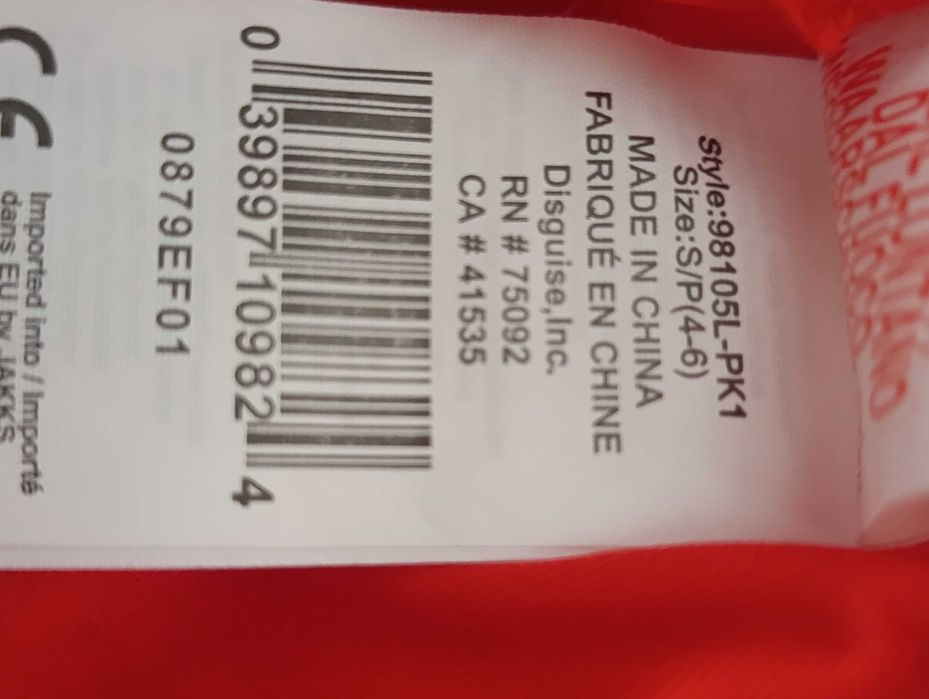 Style:98105L-PK1
Size:S/P(4-6)
MADE IN CHINA
FABRIQUÉ EN CHINE
Disguise,Inc.
RN # 75092
CA # 41535
0 39897 10982 4
0879EF01
CE
Imported into / Importé
dans EU by JAKKS